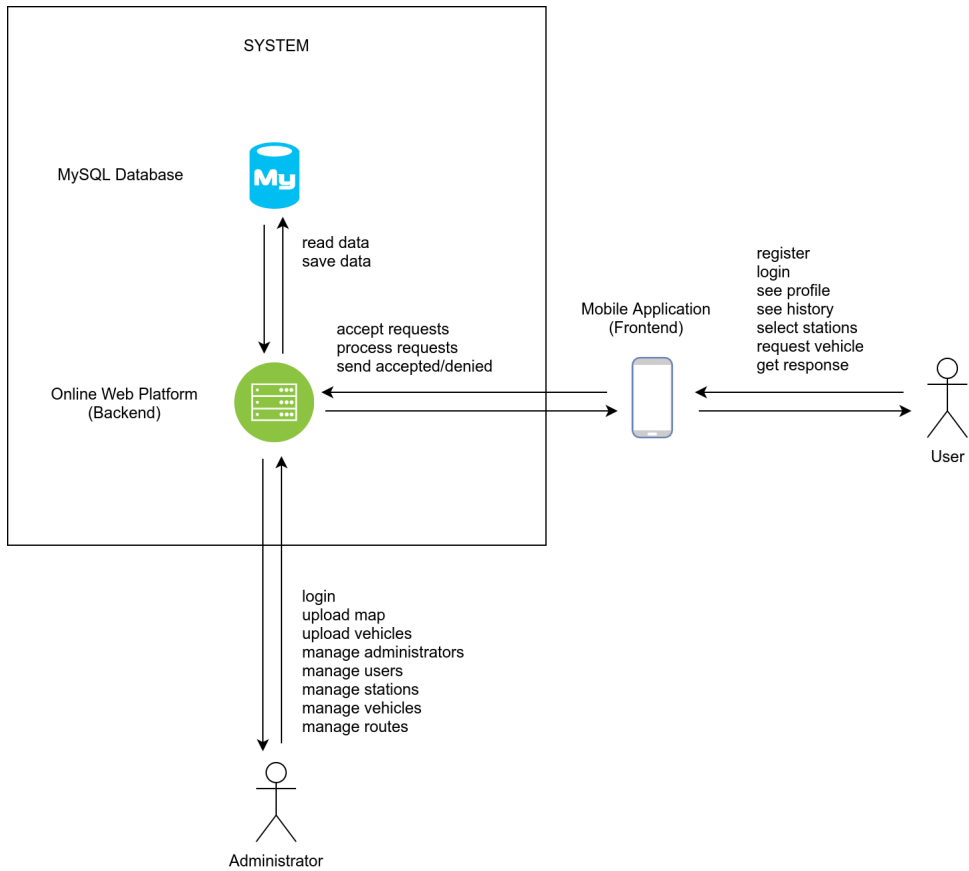 SYSTEM
MySQL Database
My
read data
save data
register
login
see profile
see history
select stations
request vehicle
get response
Mobile Application
(Frontend)
accept requests
process requests
send accepted/denied
Online Web Platform
(Backend)
User
login
upload map
upload vehicles
manage administrators
manage users
manage stations
manage vehicles
manage routes
Administrator